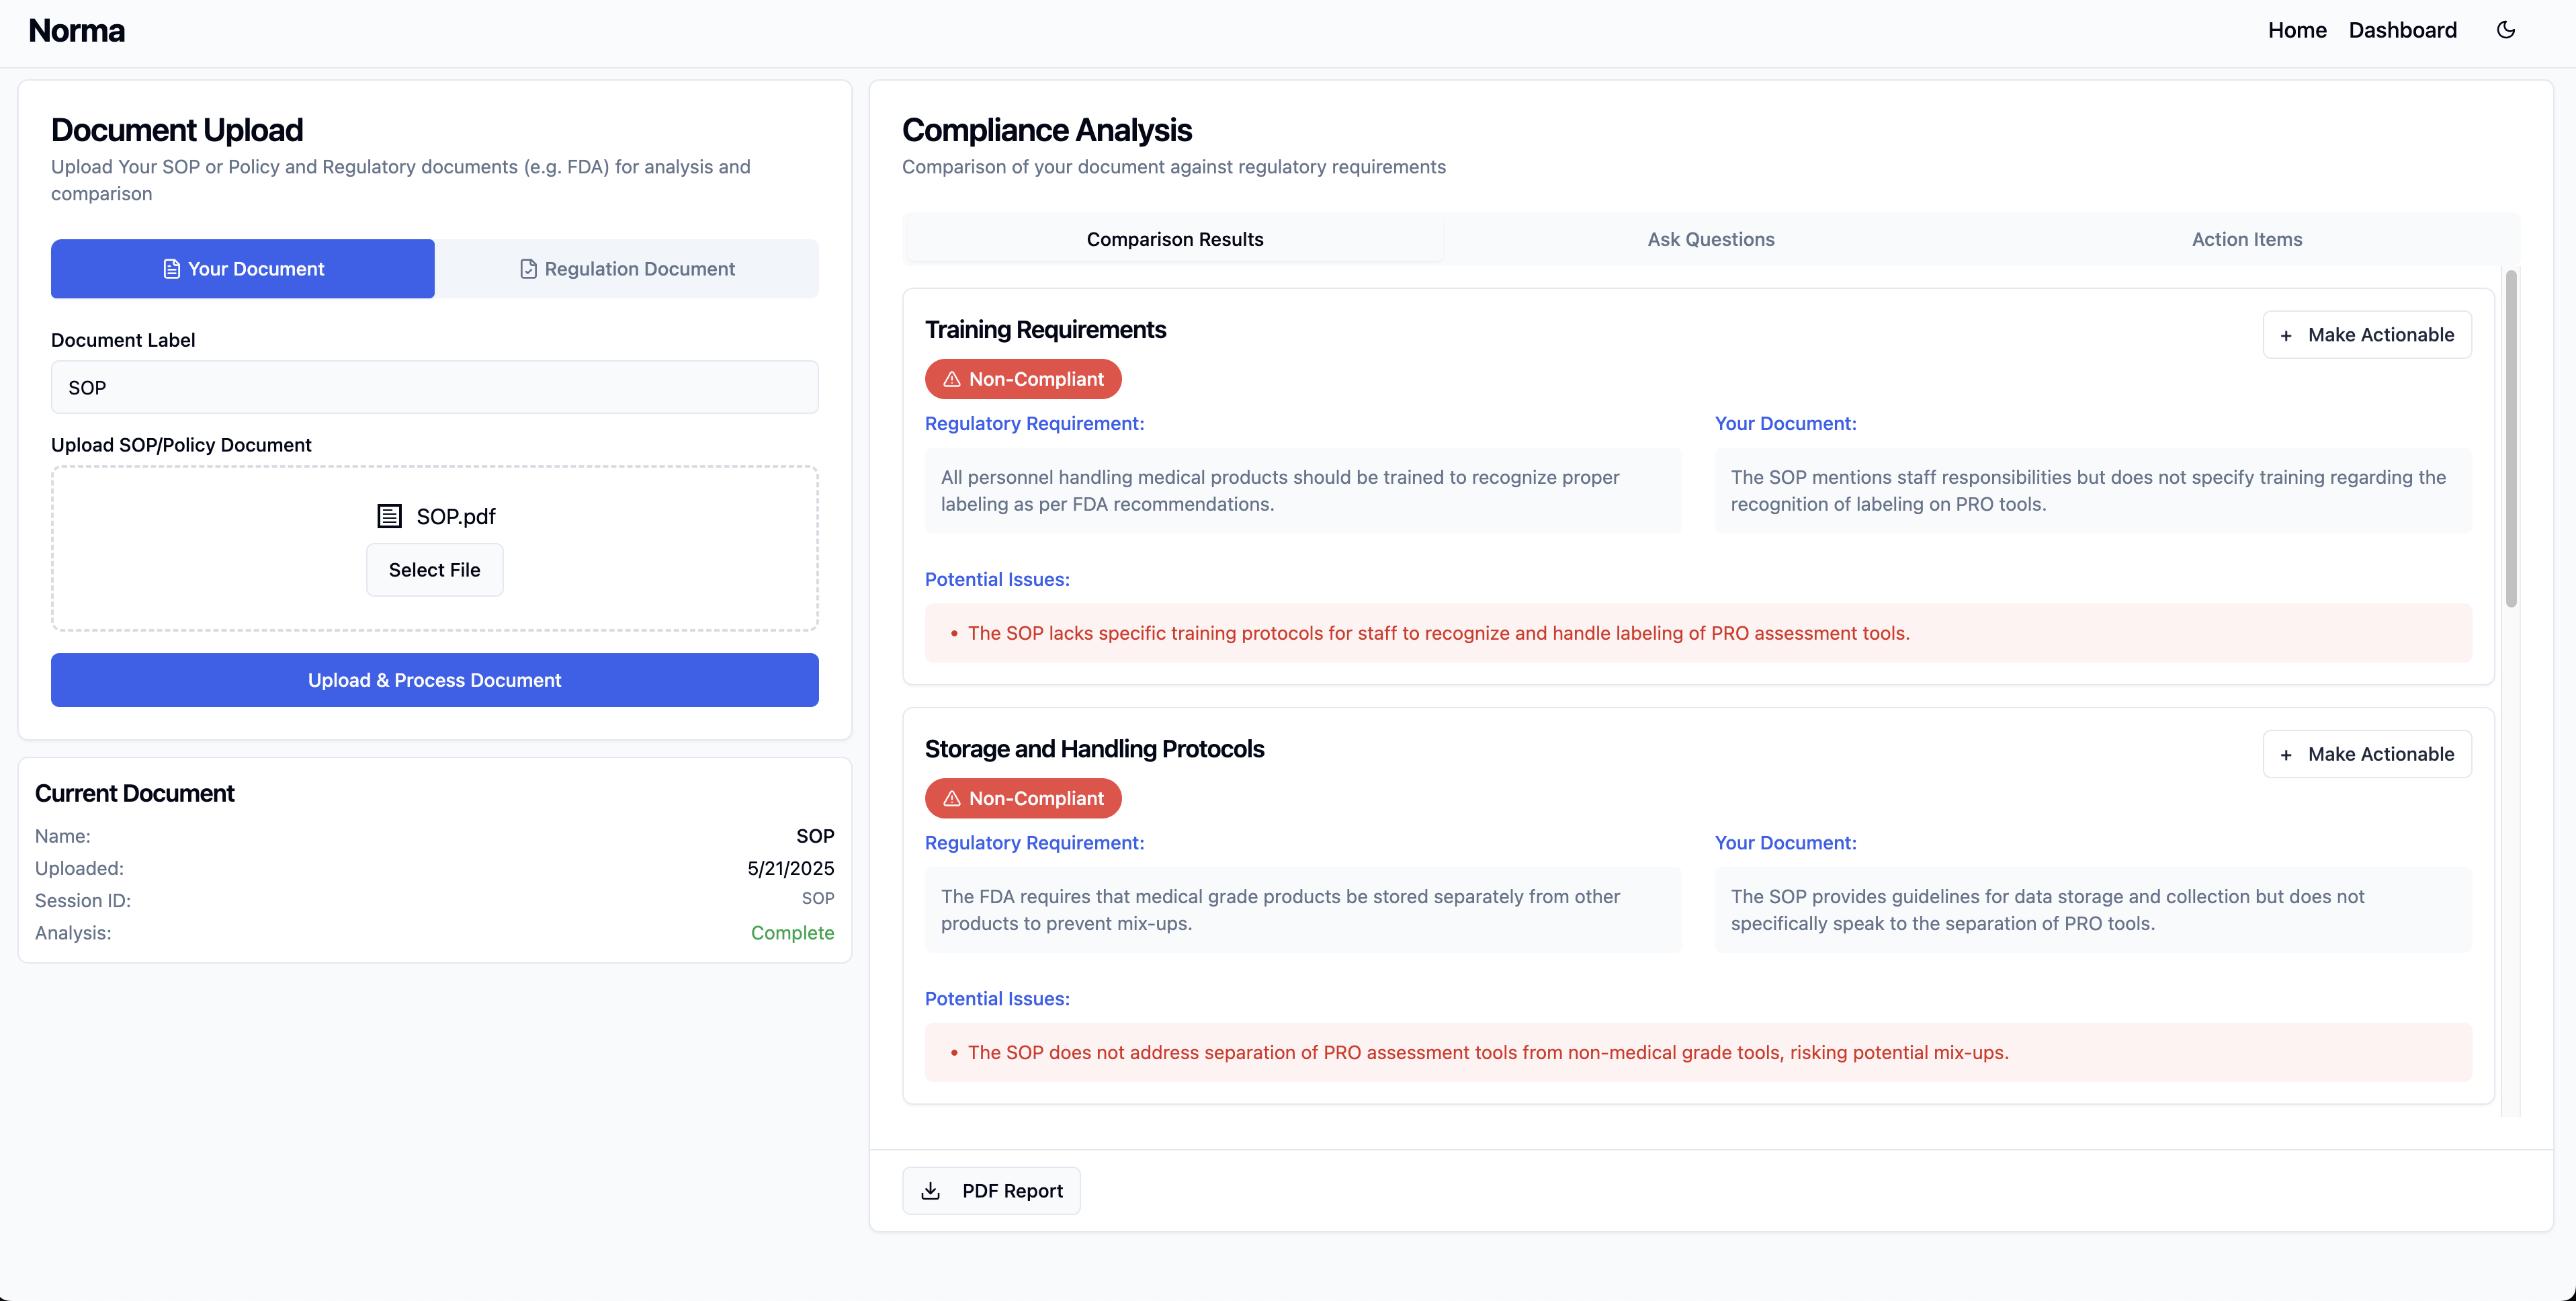 Norma
Home
Dashboard
Document Upload
Upload Your SOP or Policy and Regulatory documents (e.g. FDA) for analysis and
comparison
Your Document
Regulation Document
Document Label
SOP
Upload SOP/Policy Document
SOP.pdf
Select File
Upload & Process Document
Current Document
Name:
SOP
Uploaded:
5/21/2025
Session ID:
SOP
Analysis:
Complete
Compliance Analysis
Comparison of your document against regulatory requirements
Comparison Results
Ask Questions
Action Items
Training Requirements
+ Make Actionable
Non-Compliant
Regulatory Requirement:
All personnel handling medical products should be trained to recognize proper
labeling as per FDA recommendations.
Your Document:
The SOP mentions staff responsibilities but does not specify training regarding the
recognition of labeling on PRO tools.
Potential Issues:
• The SOP lacks specific training protocols for staff to recognize and handle labeling of PRO assessment tools.
Storage and Handling Protocols
+ Make Actionable
Non-Compliant
Regulatory Requirement:
The FDA requires that medical grade products be stored separately from other
products to prevent mix-ups.
Your Document:
The SOP provides guidelines for data storage and collection but does not
specifically speak to the separation of PRO tools.
Potential Issues:
• The SOP does not address separation of PRO assessment tools from non-medical grade tools, risking potential mix-ups.
PDF Report